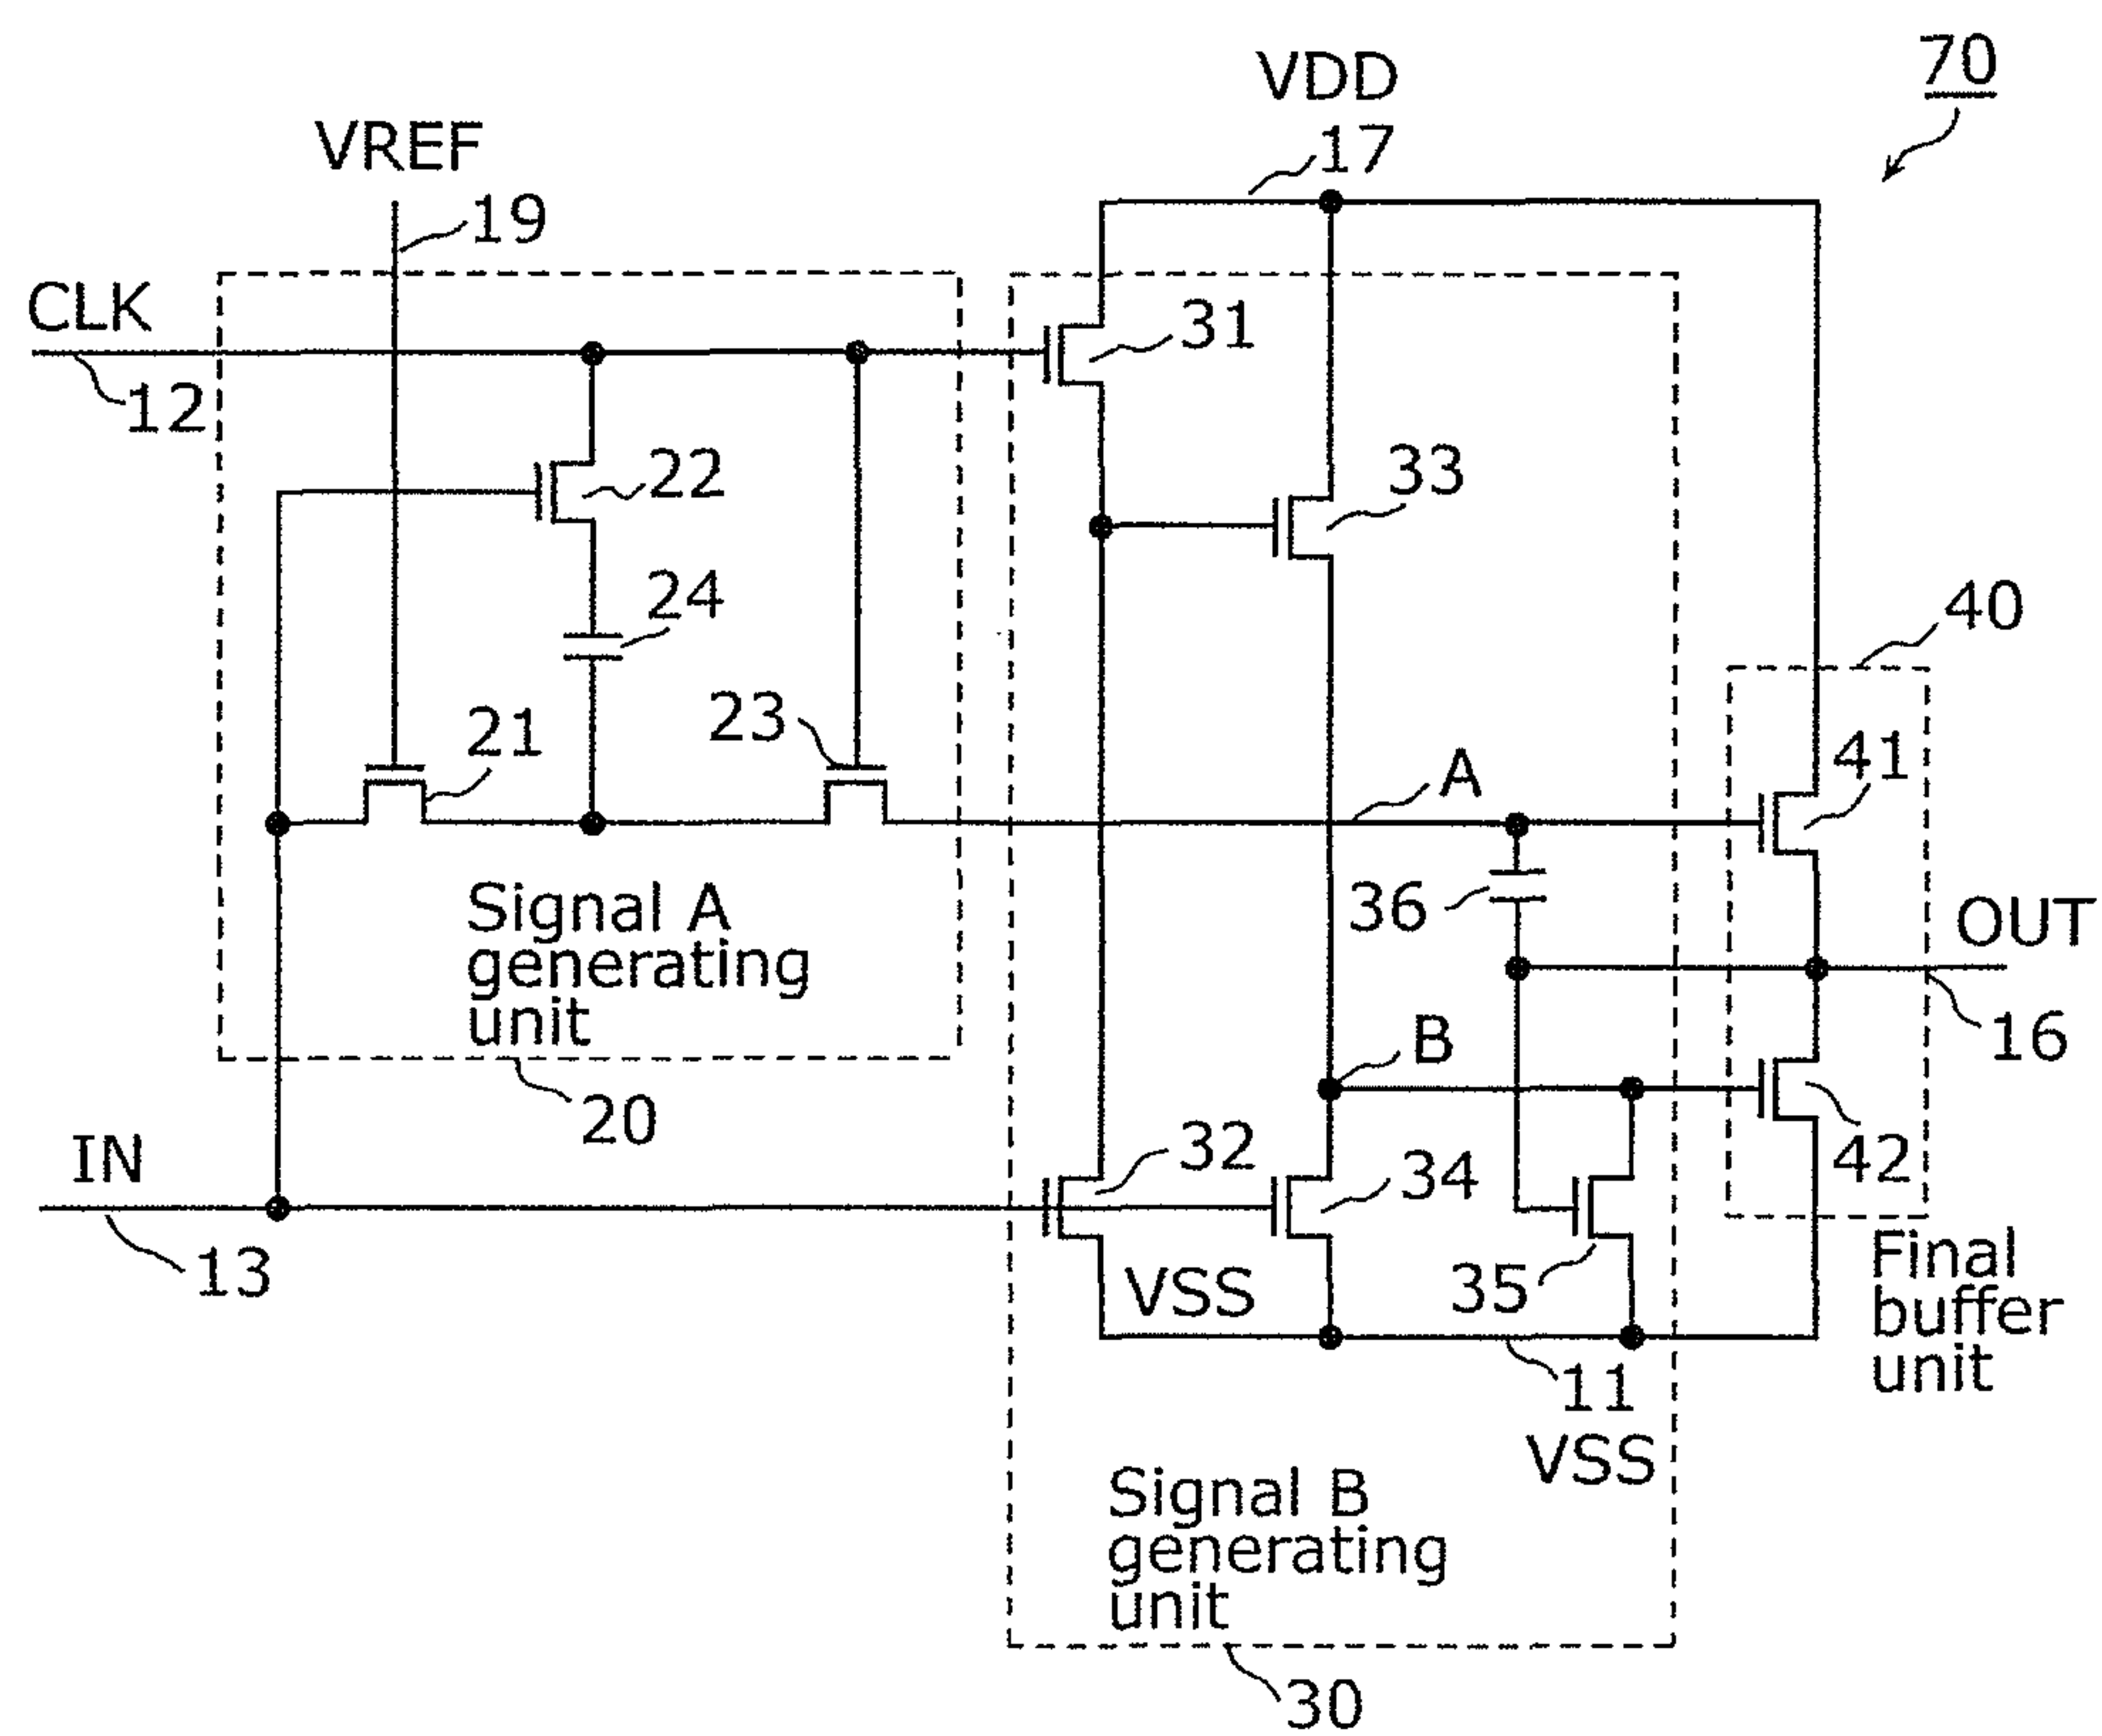 70
VDD
17
VREF
19
CLK
12
31
22
33
24
40
21
23
A
41
36
Signal A
generating
unit
OUT
16
B
20
IN
32
34
42
13
VSS
35
Final
buffer
unit
11
VSS
Signal B
generating
unit
30